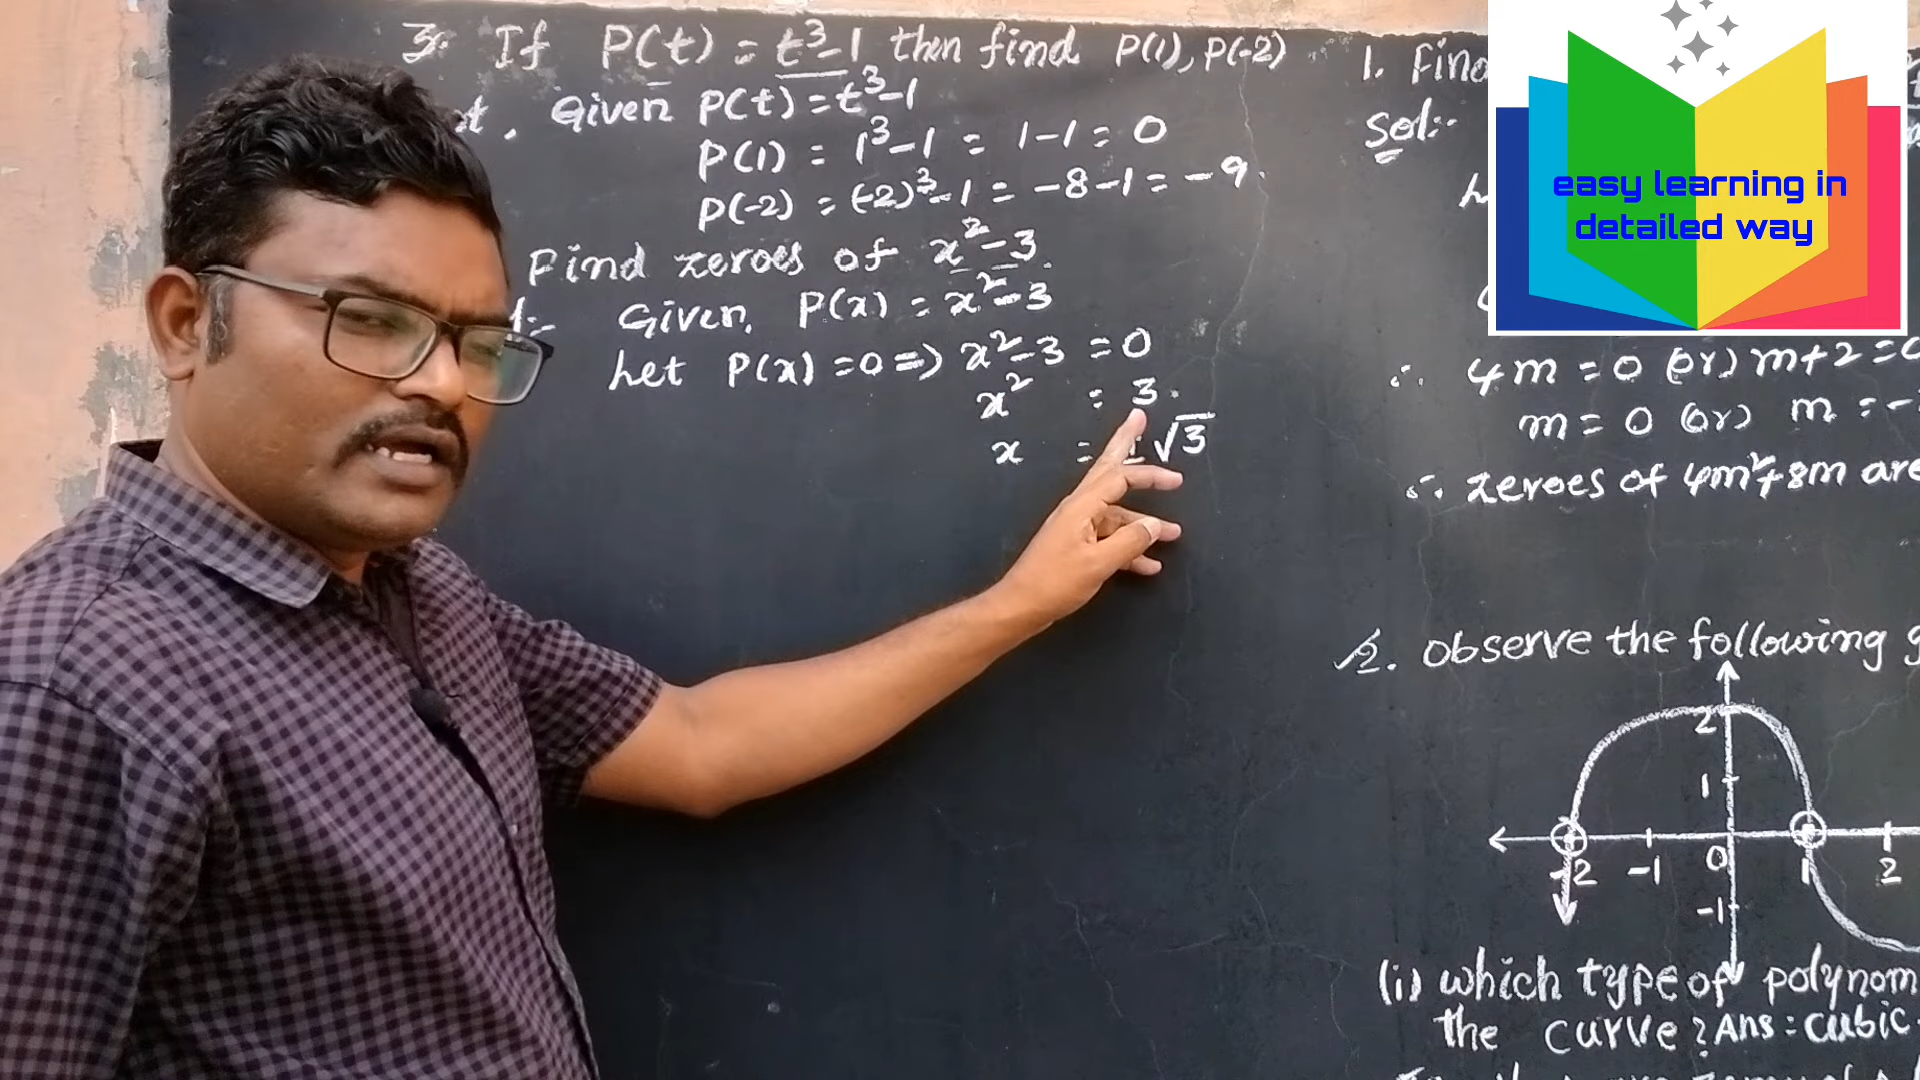 3. If P(t) = t³-1 then find P(1), P(-2)
Given P(t) = t³-1
P(1) = 1³-1 = 1-1 = 0
P(-2) = (-2)³-1 = -8-1 = -9.
Find zeroes of x²-3.
Given, P(x) = x²-3
Let P(x) = 0 => x²-3 = 0
x² = 3.
x = ±√3
1. Find
Sol:-
easy learning in
detailed way
∴ 4m = 0 (or) m+2 = 0
m = 0 (or) m = -
∴ zeroes of 4m²+8m are
2. Observe the following
2
1
-2 -1 0 1 2
-1
(i) which type of polynom
the curve? Ans: cubic